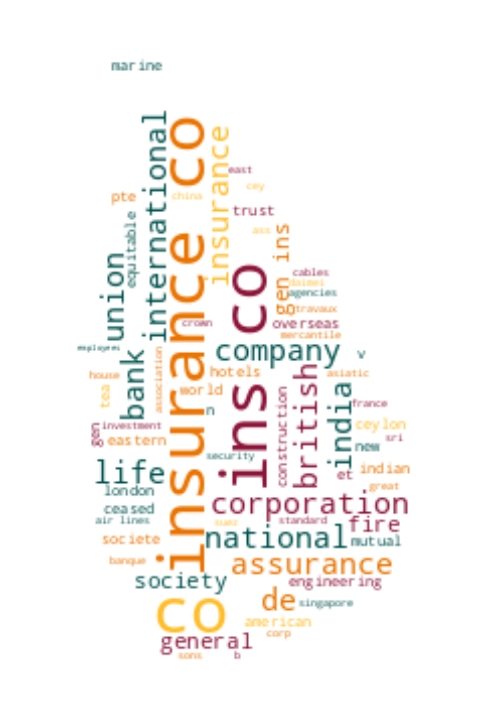 marine
insurance co
international
insurance
east
cey
china
pte
equitable
trust
ass
gen ins
union
ins co
cables
daimei
agencies
travaux
crown
overseas
mercantile
employees
company
v
bank
association
house
hotels
asiatic
world
tea
british
india
construction
n
france
investment
gen
eastern
ceylon
sri
new
security
life
et
indian
london
great
corporation
ceased
air lines
suez
standard
fire
societe
national
mutual
banque
assurance
society
engineering
co
de
singapore
american
general
corp
sons
b